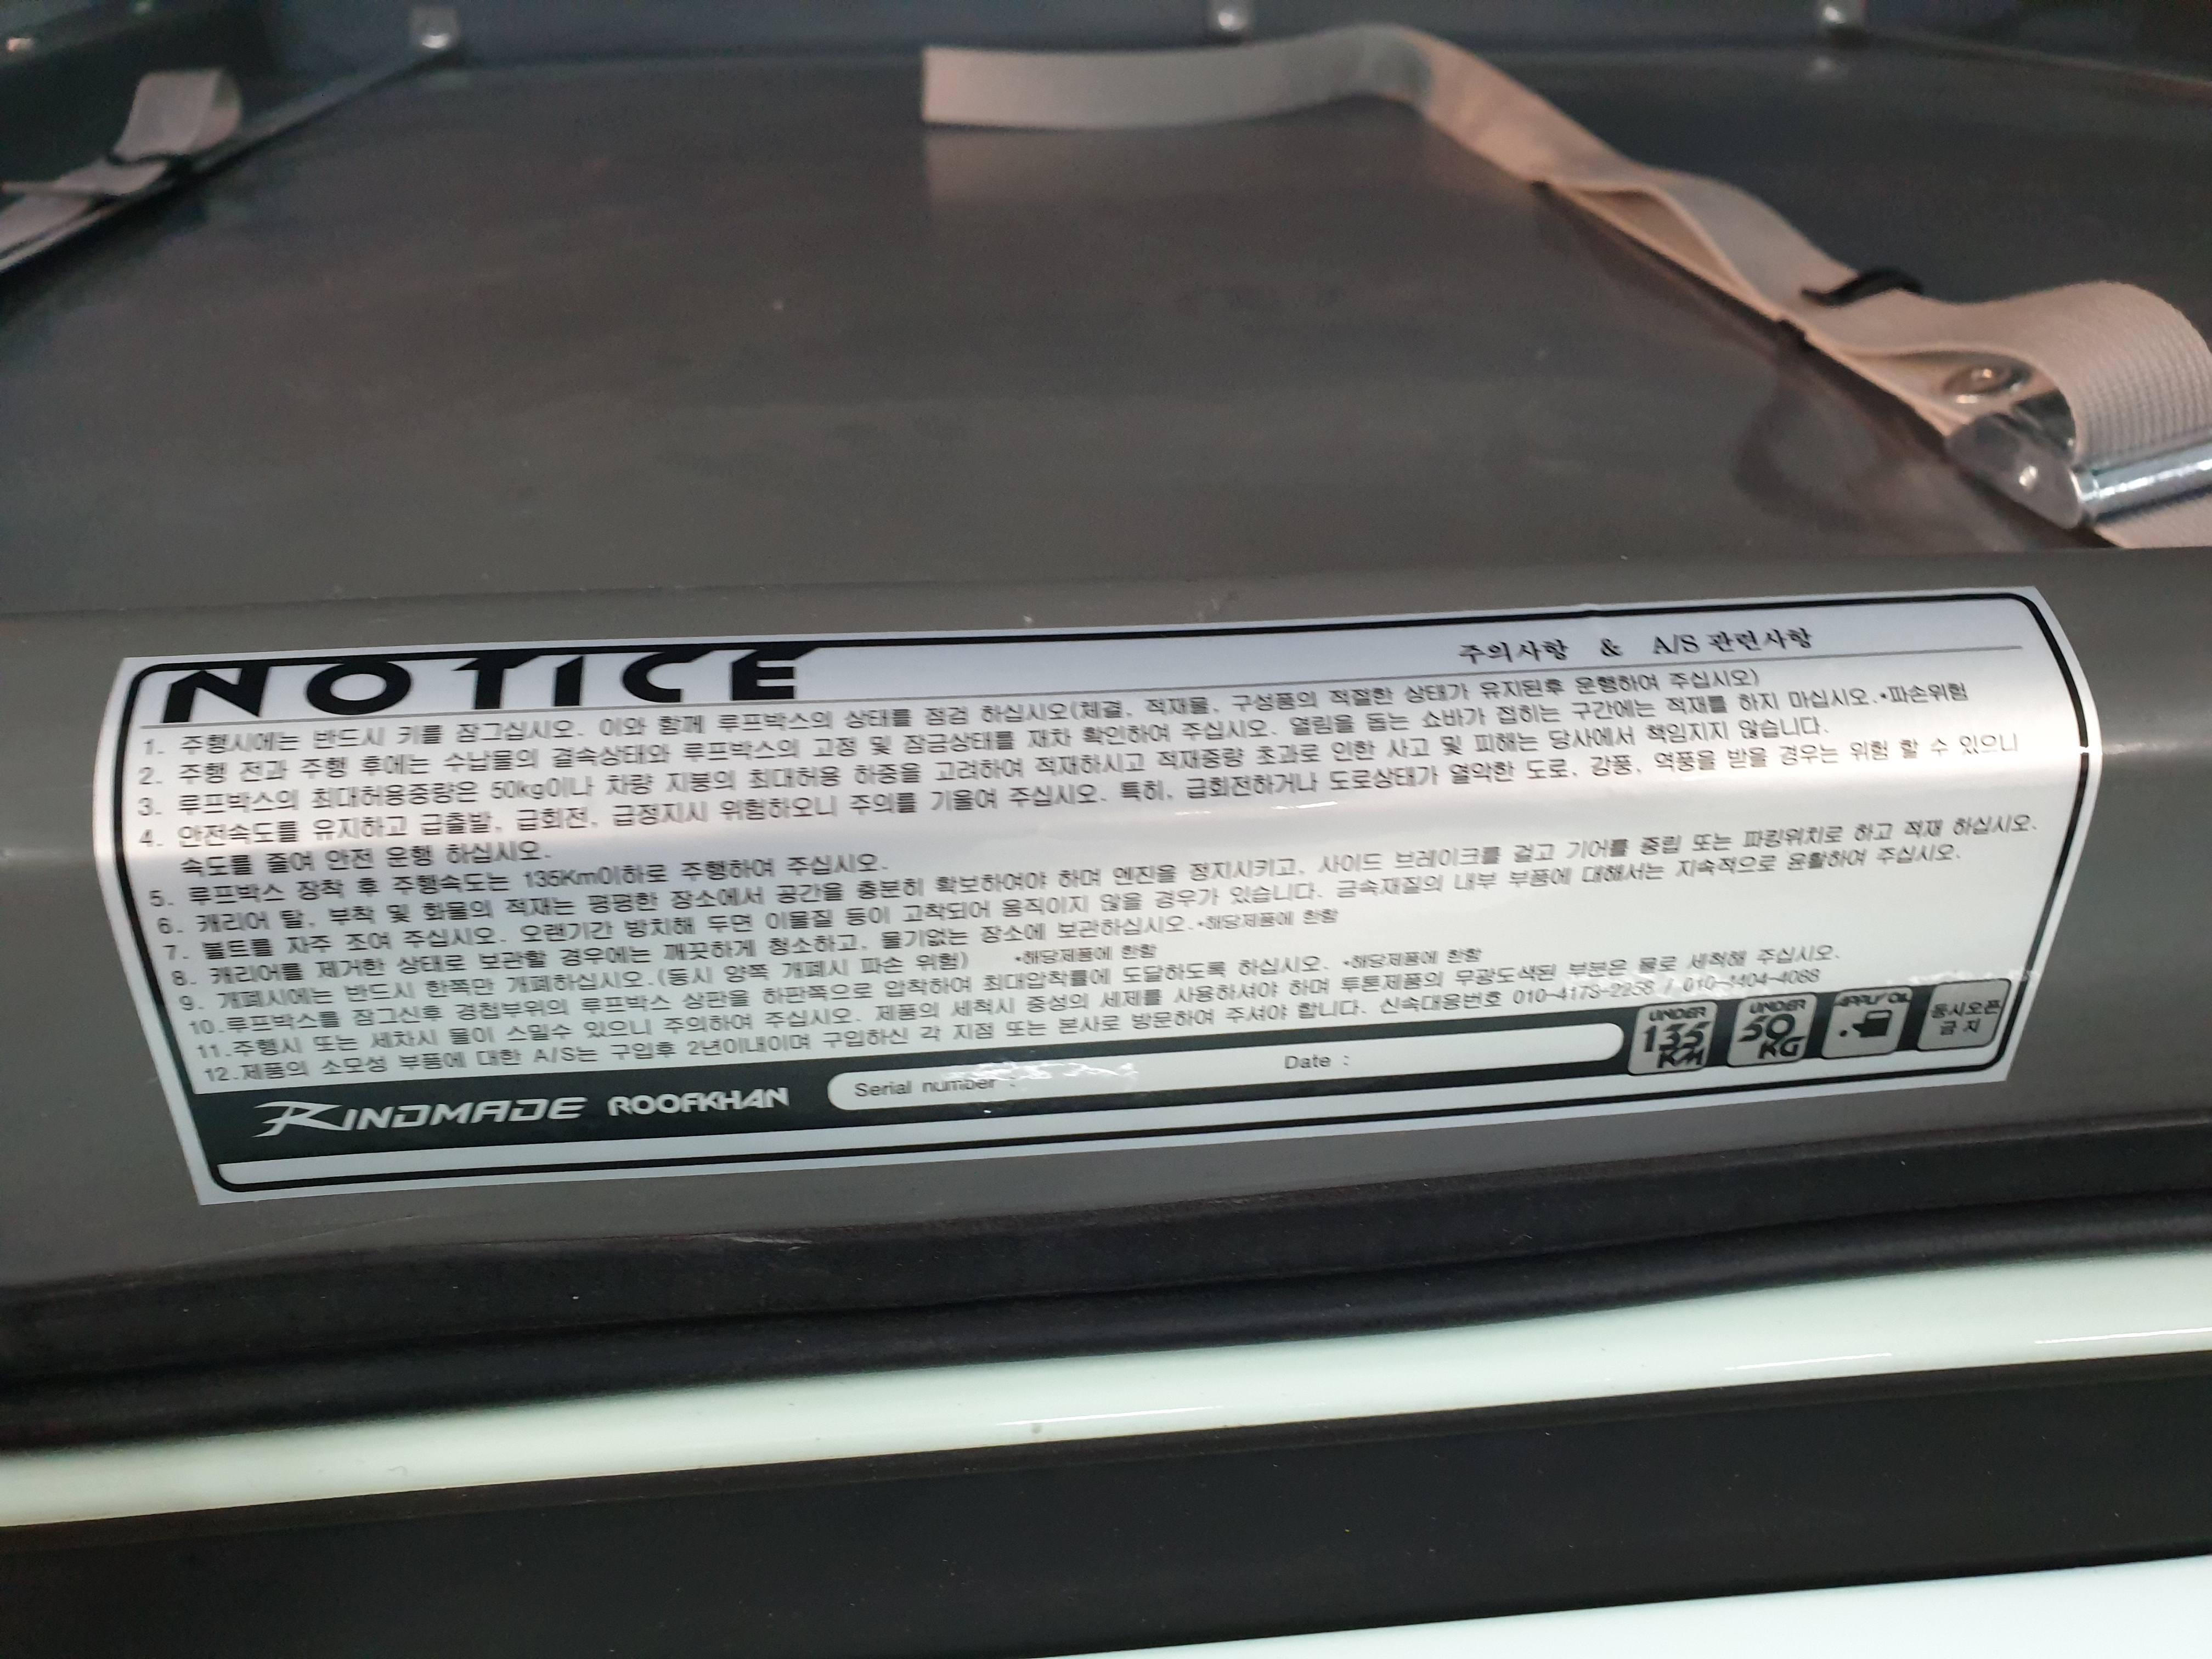 NOTICE
주의사항 & A/S 관련사항
1. 주행시에는 반드시 키를 잠그십시오. 이와 함께 루프박스의 상태를 점검 하십시오(체결, 적재물, 구성품의 적절한 상태가 유지된후 운행하여 주십시오)
2. 주행 전과 주행 후에는 수납물의 결속상태와 루프박스의 고정 및 잠금상태를 재차 확인하여 주십시오. 열림을 돕는 쇼바가 접히는 구간에는 적재를 하지 마십시오.*파손위험
3. 루프박스의 최대허용중량은 50kg이나 차량 지붕의 최대허용 하중을 고려하여 적재하시고 적재중량 초과로 인한 사고 및 피해는 당사에서 책임지지 않습니다.
4. 안전속도를 유지하고 급출발, 급회전, 급정지시 위험하오니 주의를 기울여 주십시오. 특히, 급회전하거나 도로상태가 열악한 도로, 강풍, 역풍을 받을 경우는 위험 할 수 있으니
속도를 줄여 안전 운행 하십시오.
5. 루프박스 장착 후 주행속도는 135Km이하로 주행하여 주십시오.
6. 캐리어 탈, 부착 및 화물의 적재는 평평한 장소에서 공간을 충분히 확보하여야 하며 엔진을 정지시키고, 사이드 브레이크를 걸고 기어를 중립 또는 파킹위치로 하고 적재 하십시오.
7. 볼트를 자주 조여 주십시오. 오랜기간 방치해 두면 이물질 등이 고착되어 움직이지 않을 경우가 있습니다. 금속재질의 내부 부품에 대해서는 지속적으로 윤활하여 주십시오.
8. 캐리어를 제거한 상태로 보관할 경우에는 깨끗하게 청소하고, 물기없는 장소에 보관하십시오.*해당제품에 한함
9. 개폐시에는 반드시 한쪽만 개폐하십시오.(동시 양쪽 개폐시 파손 위험) *해당제품에 한함
10.루프박스를 잠그신후 경첩부위의 루프박스 상판을 하판쪽으로 압착하여 최대압착률에 도달하도록 하십시오. *해당제품에 한함
11.주행시 또는 세차시 물이 스밀수 있으니 주의하여 주십시오. 제품의 세척시 중성의 세제를 사용하셔야 하며 투톤제품의 무광도색된 부분은 물로 세척해 주십시오.
12.제품의 소모성 부품에 대한 A/S는 구입후 2년이내이며 구입하신 각 지점 또는 본사로 방문하여 주셔야 합니다. 신속대응번호 010-4173-2258 / 010-3404-4088
RINDMADE ROOFKHAN Serial number : Date :
UNDER 135 KM
UNDER 50 KG
APPLY OIL
동시오픈 금지